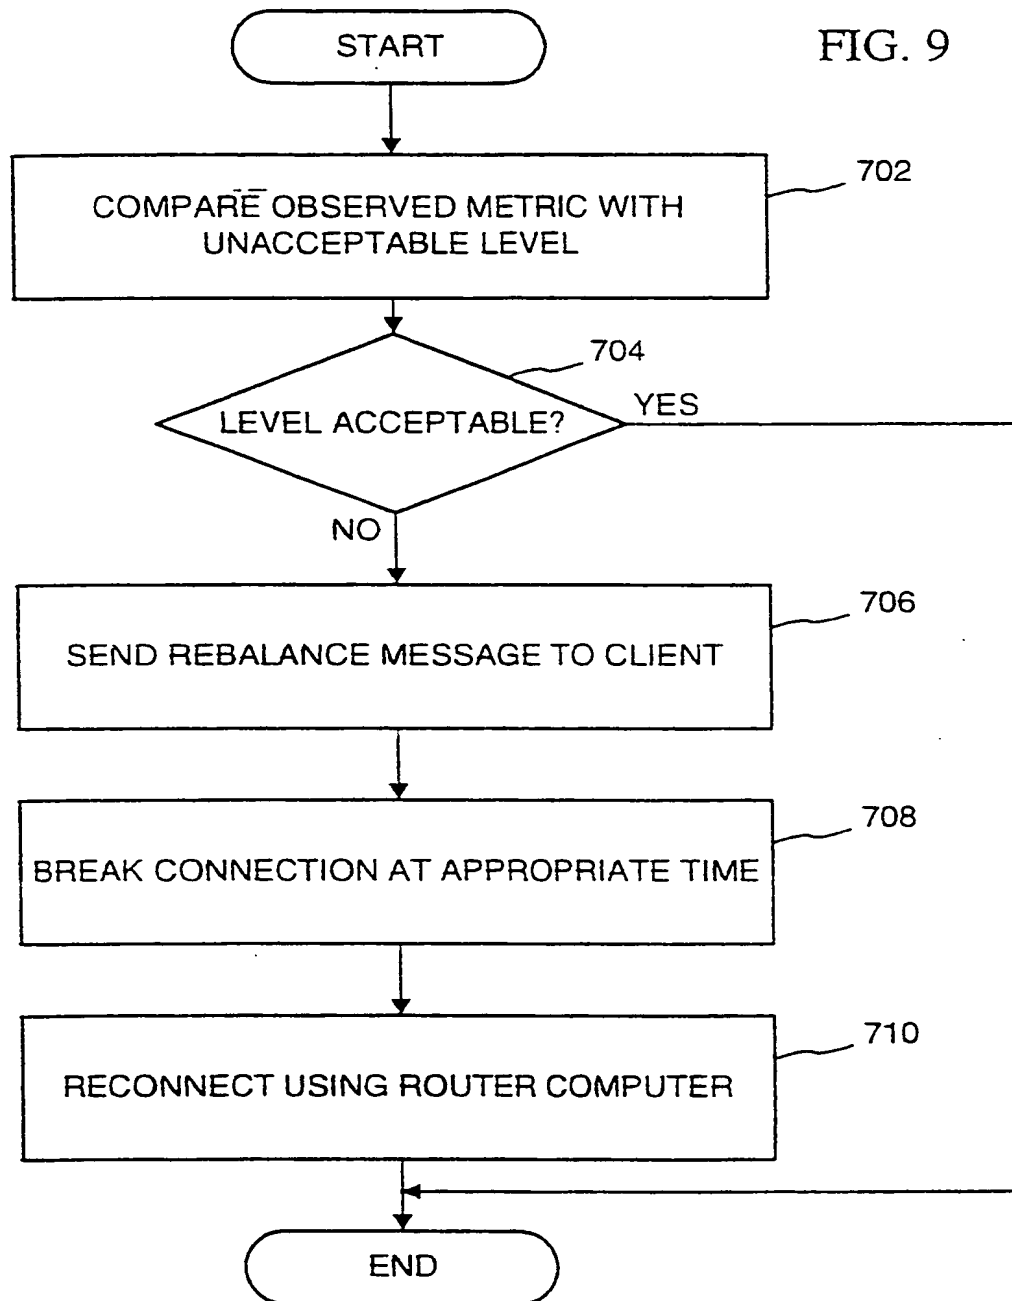 START
FIG. 9
702
COMPARE OBSERVED METRIC WITH
UNACCEPTABLE LEVEL
704
LEVEL ACCEPTABLE?
YES
NO
706
SEND REBALANCE MESSAGE TO CLIENT
708
BREAK CONNECTION AT APPROPRIATE TIME
710
RECONNECT USING ROUTER COMPUTER
END